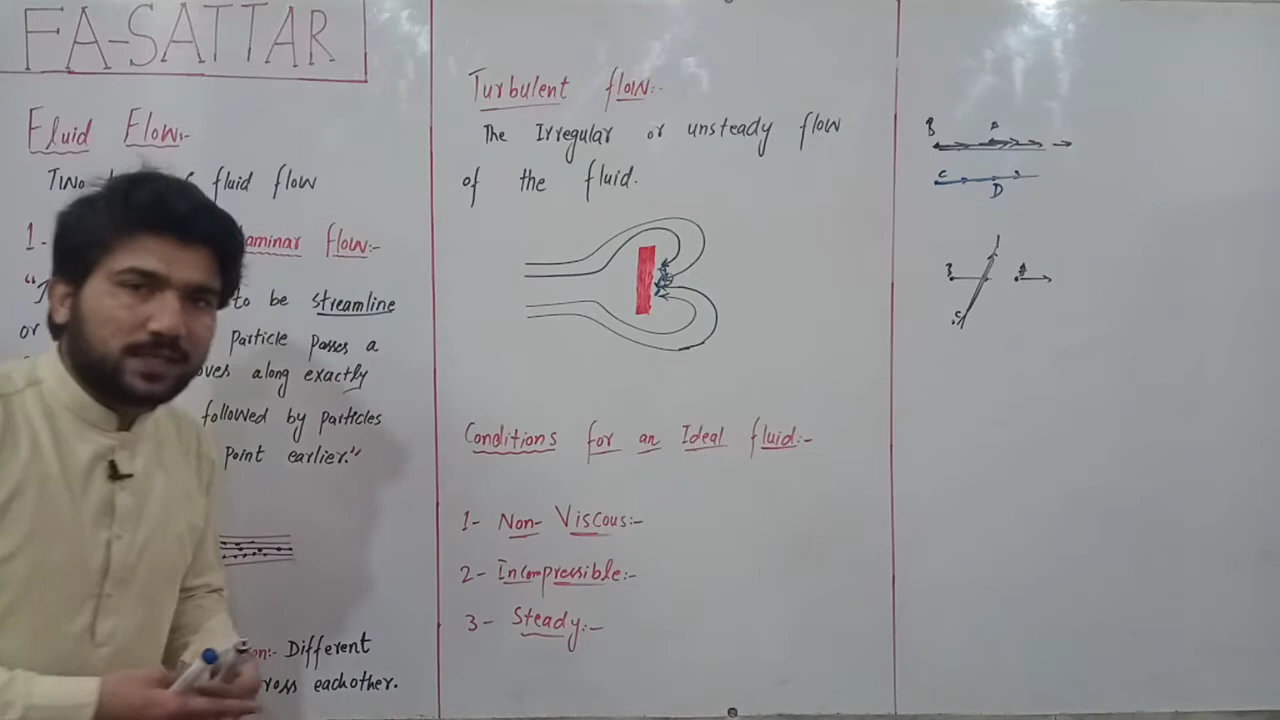 FA-SATTAR
Fluid Flow:-
Two fluid flow
1- aminar flow:-
to be streamline
or particle passes a
oves along exactly
followed by particles
point earlier."
on:- Different
ross eachother.
Turbulent flow:-
The Irregular or unsteady flow
of the fluid.
Conditions for an Ideal fluid:-
1- Non-Viscous:-
2- Incompressible:-
3- Steady:-
B A
C
D
B A
C